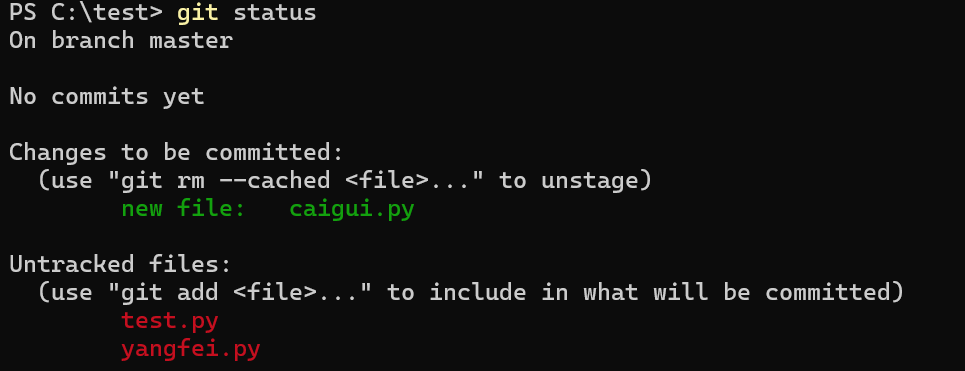 PS C:\test> git status
On branch master
No commits yet
Changes to be committed:
  (use "git rm --cached <file>..." to unstage)
        new file:   caigui.py
Untracked files:
  (use "git add <file>..." to include in what will be committed)
        test.py
        yangfei.py